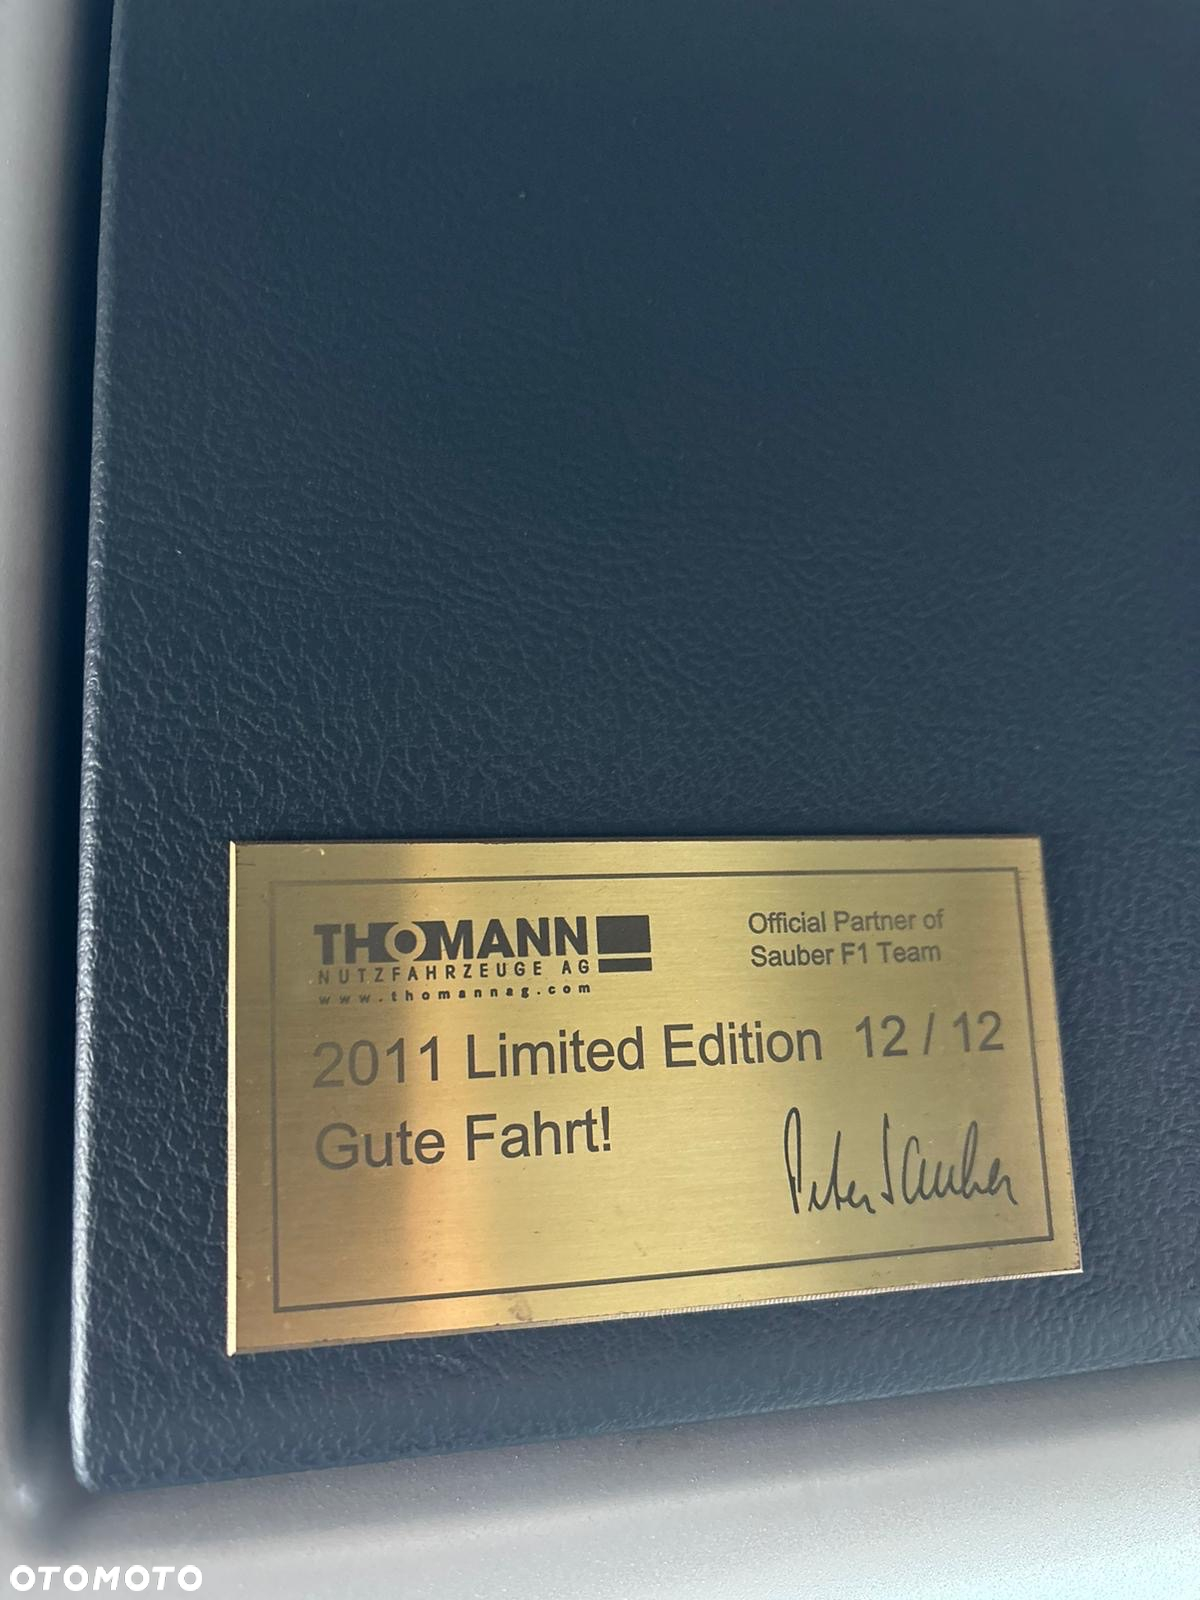 THOMANN
NUTZFAHRZEUGE AG
www.thomannag.com
Official Partner of
Sauber F1 Team
2011 Limited Edition 12 / 12
Gute Fahrt!
Peter Sauber
OTOMOTO